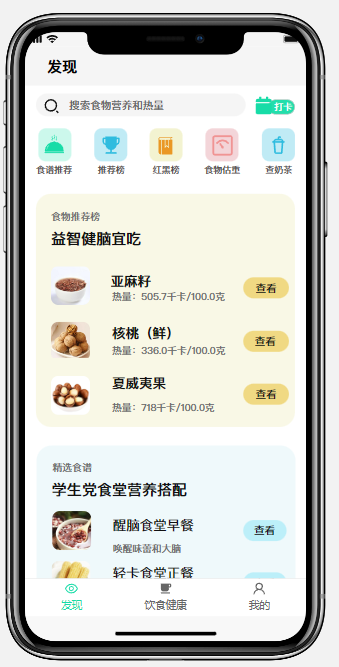 发现
搜索食物营养和热量
打卡
食谱推荐 推荐榜 红黑榜 食物估重 查奶茶
食物推荐榜
益智健脑宜吃
亚麻籽
热量：505.7千卡/100.0克
查看
核桃（鲜）
热量：336.0千卡/100.0克
查看
夏威夷果
热量：718千卡/100.0克
查看
精选食谱
学生党食堂营养搭配
醒脑食堂早餐
唤醒味蕾和大脑
查看
轻卡食堂正餐
发现 饮食健康 我的